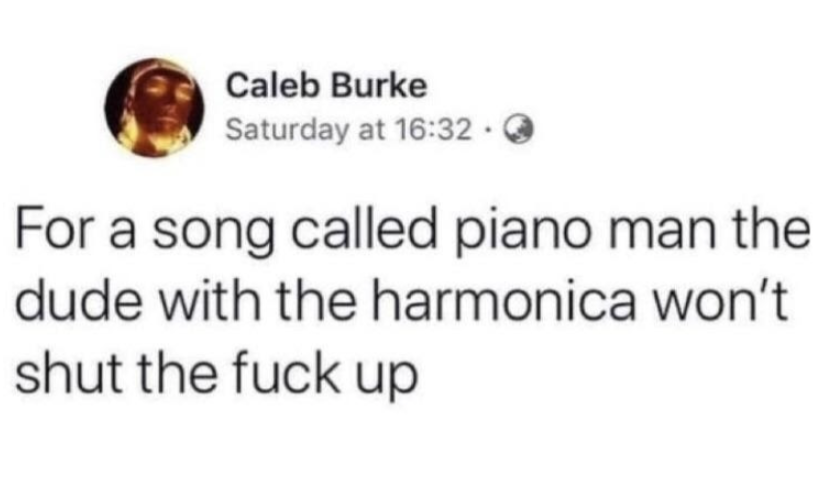 Caleb Burke
Saturday at 16:32 ·
For a song called piano man the
dude with the harmonica won't
shut the fuck up